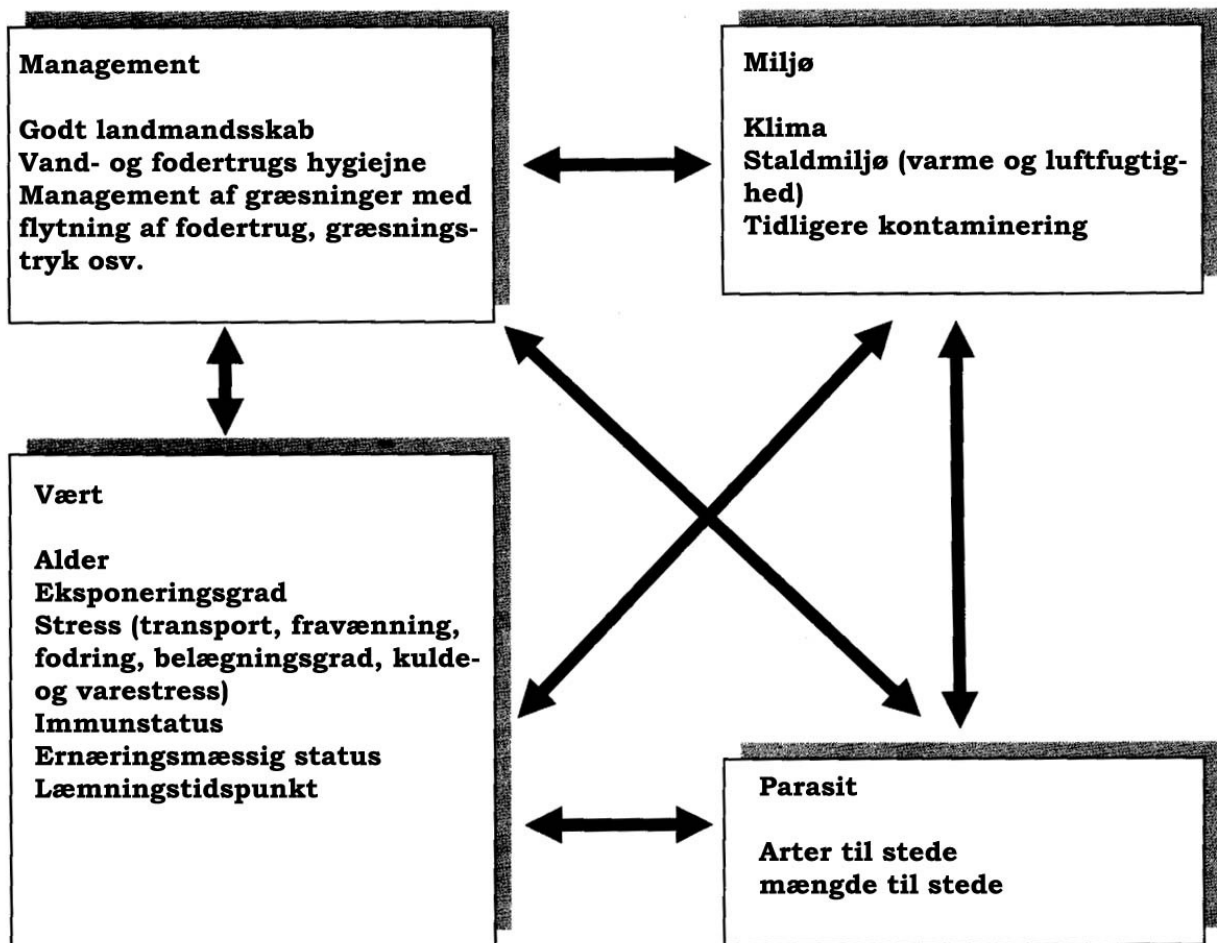 Management
Godt landmandsskab
Vand- og fodertrugs hygiejne
Management af græsninger med
flytning af fodertrug, græsnings-
tryk osv.
Miljø
Klima
Staldmiljø (varme og luftfugtig-
hed)
Tidligere kontaminering
Vært
Alder
Eksponeringsgrad
Stress (transport, fravænning,
fodring, belægningsgrad, kulde-
og varestress)
Immunstatus
Ernæringsmæssig status
Læmningstidspunkt
Parasit
Arter til stede
mængde til stede